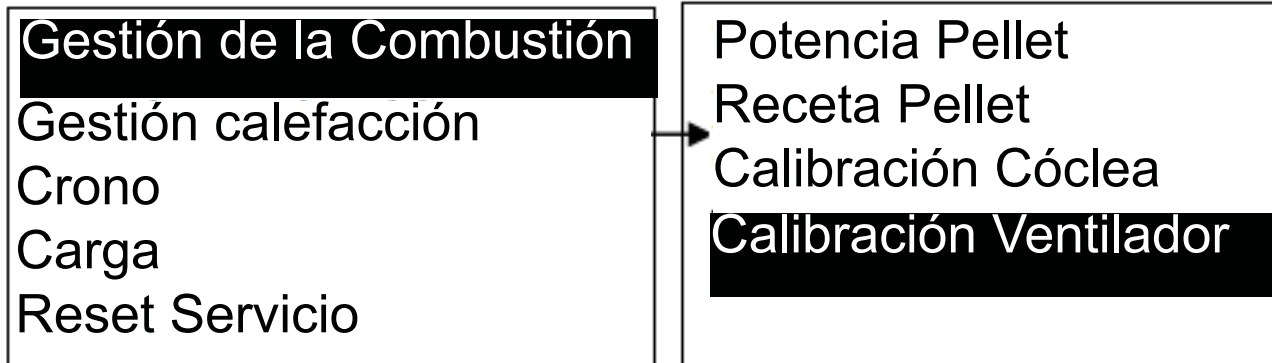 Gestión de la Combustión
Gestión calefacción
Crono
Carga
Reset Servicio
Potencia Pellet
Receta Pellet
Calibración Cóclea
Calibración Ventilador